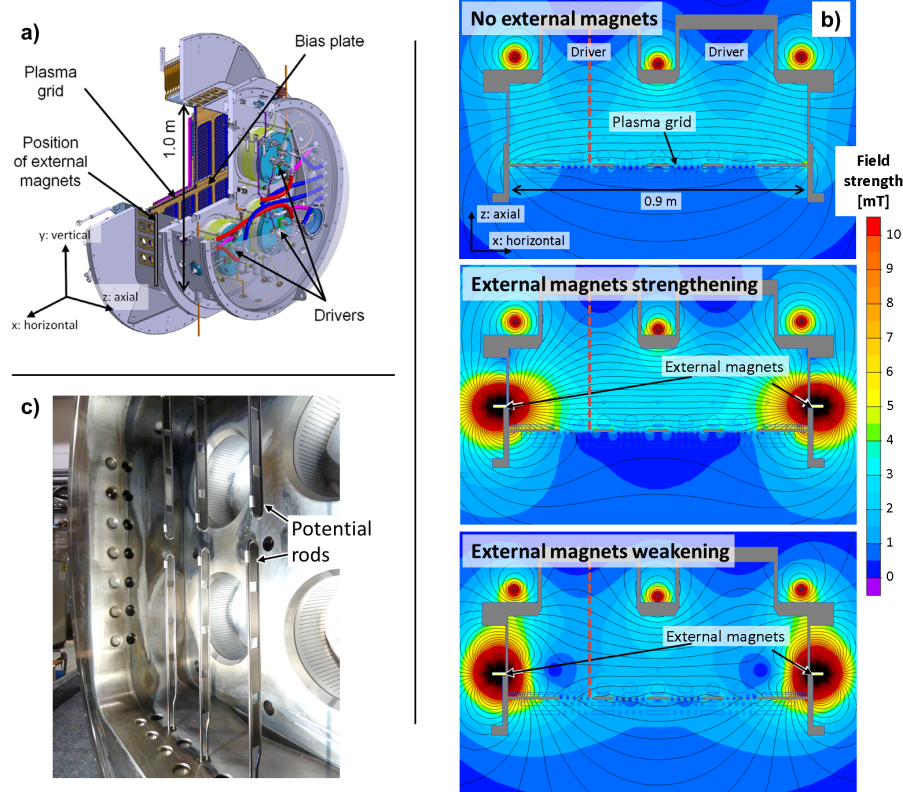 a)
Bias plate
Plasma
grid
Position
of external
magnets
1.0 m
y: vertical
z: axial
x: horizontal
Drivers
b)
No external magnets
Driver
Driver
Plasma grid
0.9 m
z: axial
x: horizontal
External magnets strengthening
External magnets
External magnets weakening
External magnets
Field
strength
[mT]
10
9
8
7
6
5
4
3
2
1
0
c)
Potential
rods